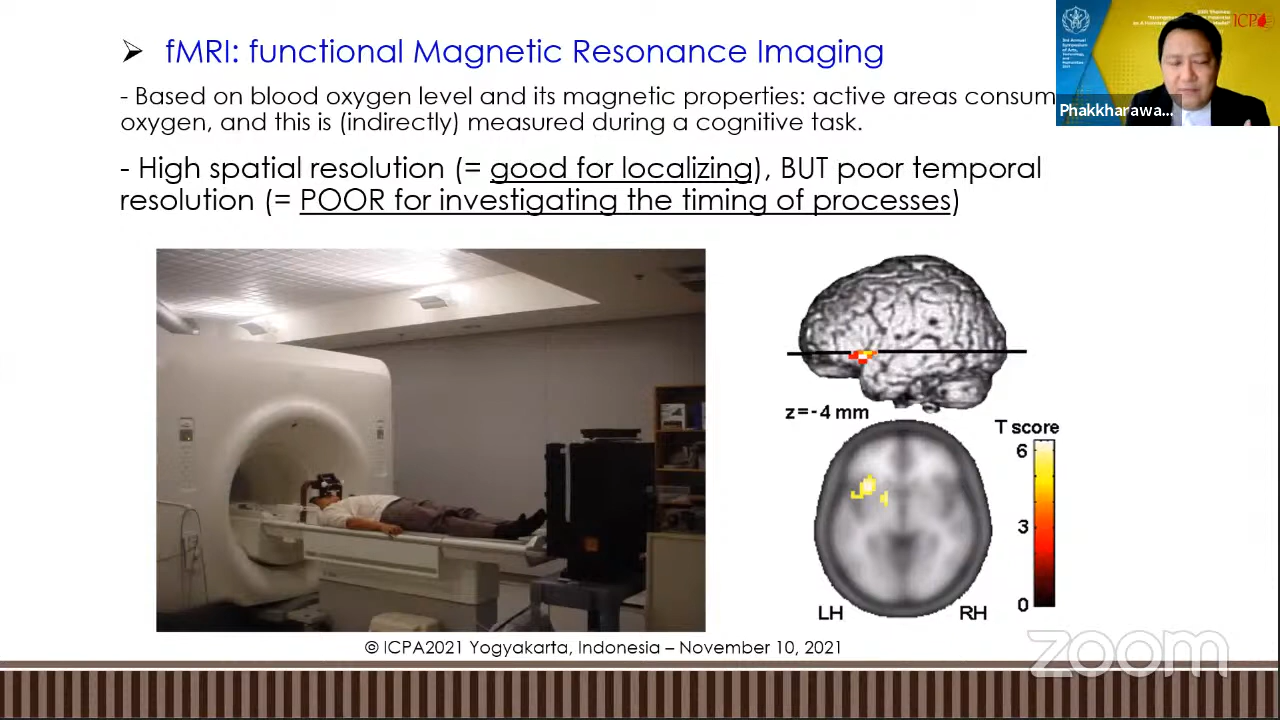 ➢ fMRI: functional Magnetic Resonance Imaging
- Based on blood oxygen level and its magnetic properties: active areas consum
oxygen, and this is (indirectly) measured during a cognitive task.
- High spatial resolution (= good for localizing), BUT poor temporal
resolution (= POOR for investigating the timing of processes)
ICPA
3rd Annual
Phakkharawa...
z = - 4 mm
T score
6
3
0
LH
RH
© ICPA2021 Yogyakarta, Indonesia – November 10, 2021
zoom